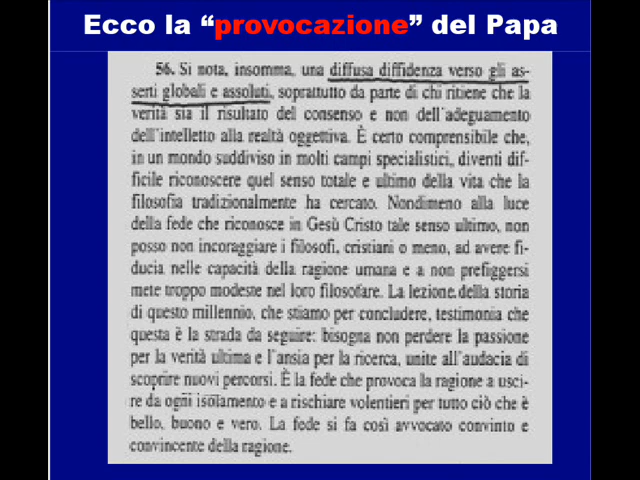 Ecco la “provocazione” del Papa
56. Si nota, insomma, una diffusa diffidenza verso gli as-
serti globali e assoluti, soprattutto da parte di chi ritiene che la
verità sia il risultato del consenso e non dell'adeguamento
dell'intelletto alla realtà oggettiva. È certo comprensibile che,
in un mondo suddiviso in molti campi specialistici, diventi dif-
ficile riconoscere quel senso totale e ultimo della vita che la
filosofia tradizionalmente ha cercato. Nondimeno alla luce
della fede che riconosce in Gesù Cristo tale senso ultimo, non
posso non incoraggiare i filosofi, cristiani o meno, ad avere fi-
ducia nelle capacità della ragione umana e a non prefiggersi
mete troppo modeste nel loro filosofare. La lezione della storia
di questo millennio, che stiamo per concludere, testimonia che
questa è la strada da seguire: bisogna non perdere la passione
per la verità ultima e l'ansia per la ricerca, unite all'audacia di
scoprire nuovi percorsi. È la fede che provoca la ragione a usci-
re da ogni isolamento e a rischiare volentieri per tutto ciò che è
bello, buono e vero. La fede si fa così avvocato convinto e
convincente della ragione.